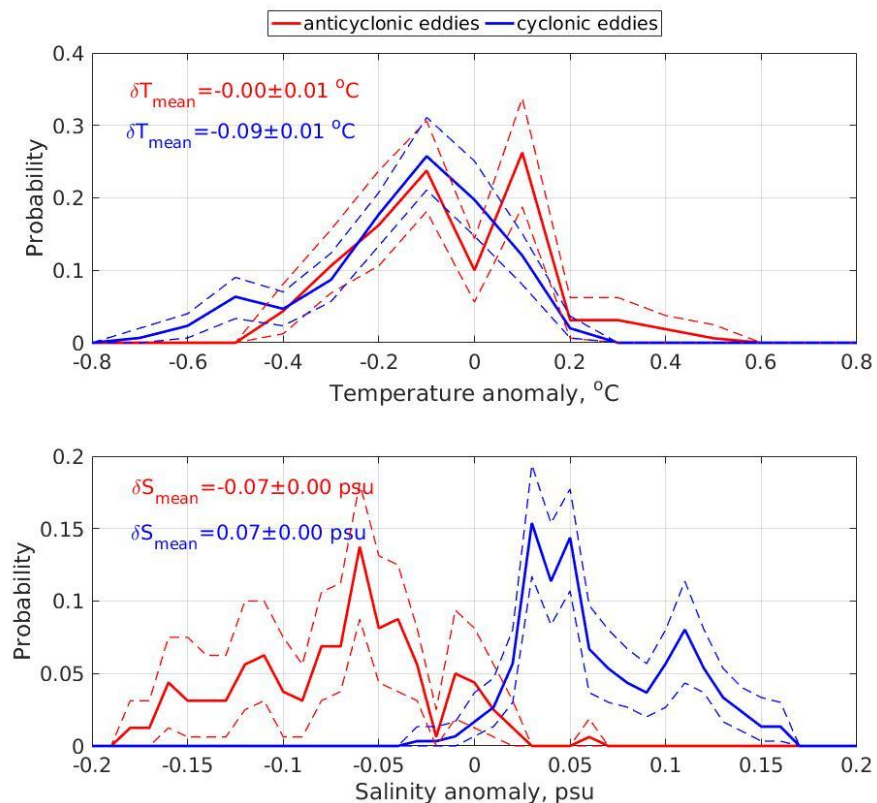 anticyclonic eddies cyclonic eddies
0.4
0.3
0.2
0.1
0
Probability
δT_mean=-0.00±0.01 °C
δT_mean=-0.09±0.01 °C
-0.8 -0.6 -0.4 -0.2 0 0.2 0.4 0.6 0.8
Temperature anomaly, °C
0.2
0.15
0.1
0.05
0
Probability
δS_mean=-0.07±0.00 psu
δS_mean=0.07±0.00 psu
-0.2 -0.15 -0.1 -0.05 0 0.05 0.1 0.15 0.2
Salinity anomaly, psu